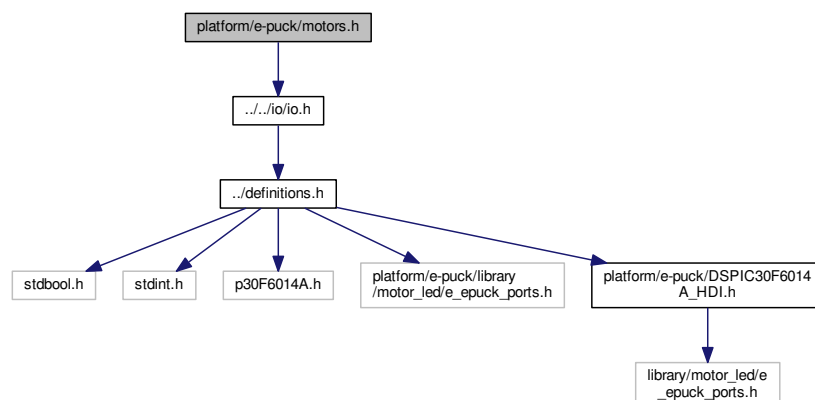 platform/e-puck/motors.h
../../io/io.h
../definitions.h
stdbool.h
stdint.h
p30F6014A.h
platform/e-puck/library
/motor_led/e_epuck_ports.h
platform/e-puck/DSPIC30F6014
A_HDI.h
library/motor_led/e
_epuck_ports.h